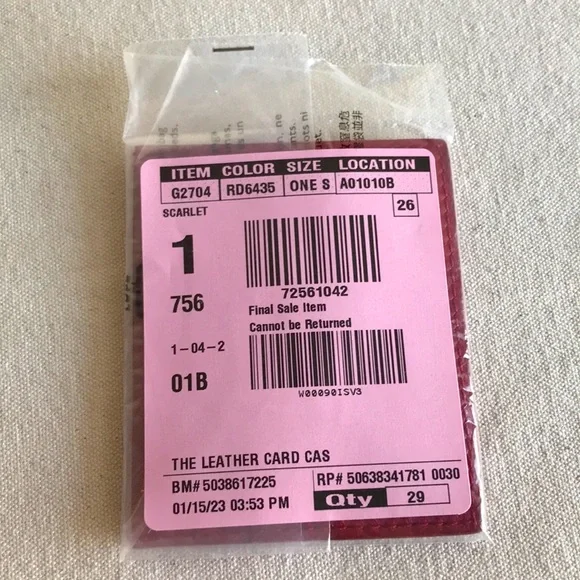 ITEM COLOR SIZE LOCATION
G2704 RD6435 ONE S A01010B
SCARLET 26
1
72561042
756
Final Sale Item
Cannot be Returned
1-04-2
01B
W00090ISV3
THE LEATHER CARD CAS
BM# 5038617225 RP# 50638341781 0030
01/15/23 03:53 PM Qty 29